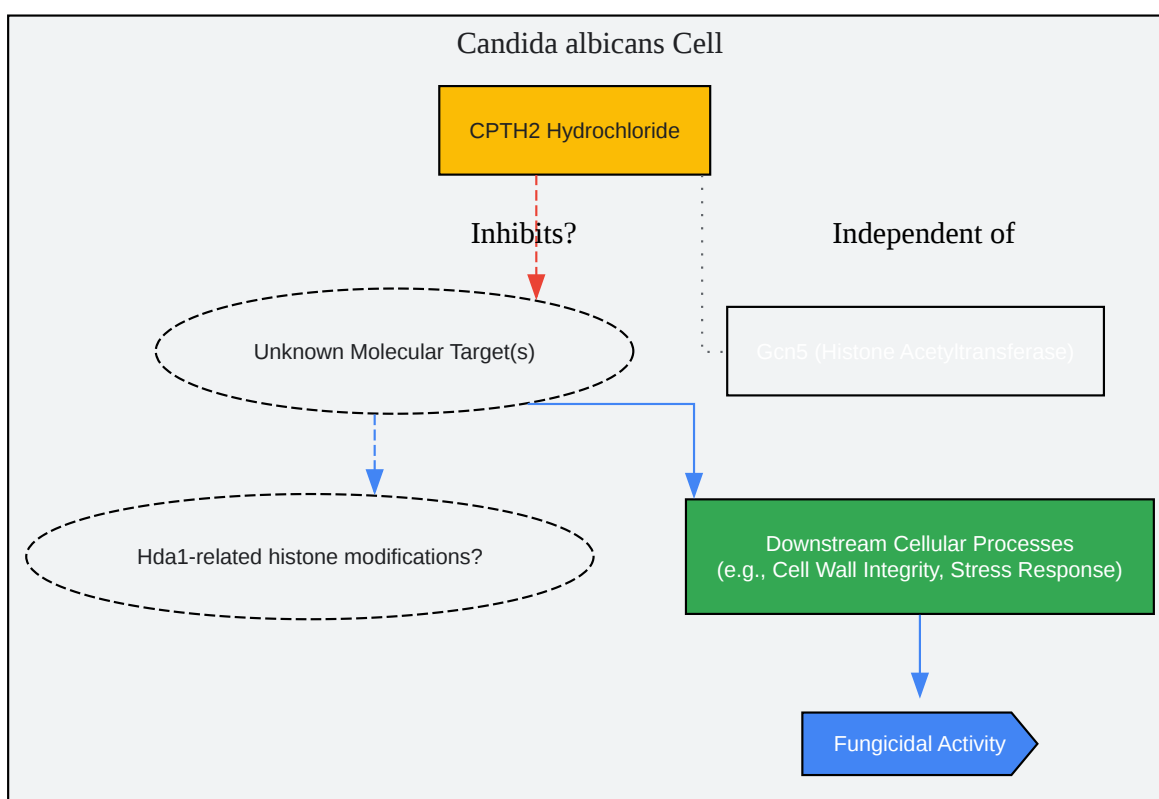 Candida albicans Cell
CPTH2 Hydrochloride
Inhibits?
Independent of
Unknown Molecular Target(s)
Gcn5 (Histone Acetyltransferase)
Hda1-related histone modifications?
Downstream Cellular Processes
(e.g., Cell Wall Integrity, Stress Response)
Fungicidal Activity